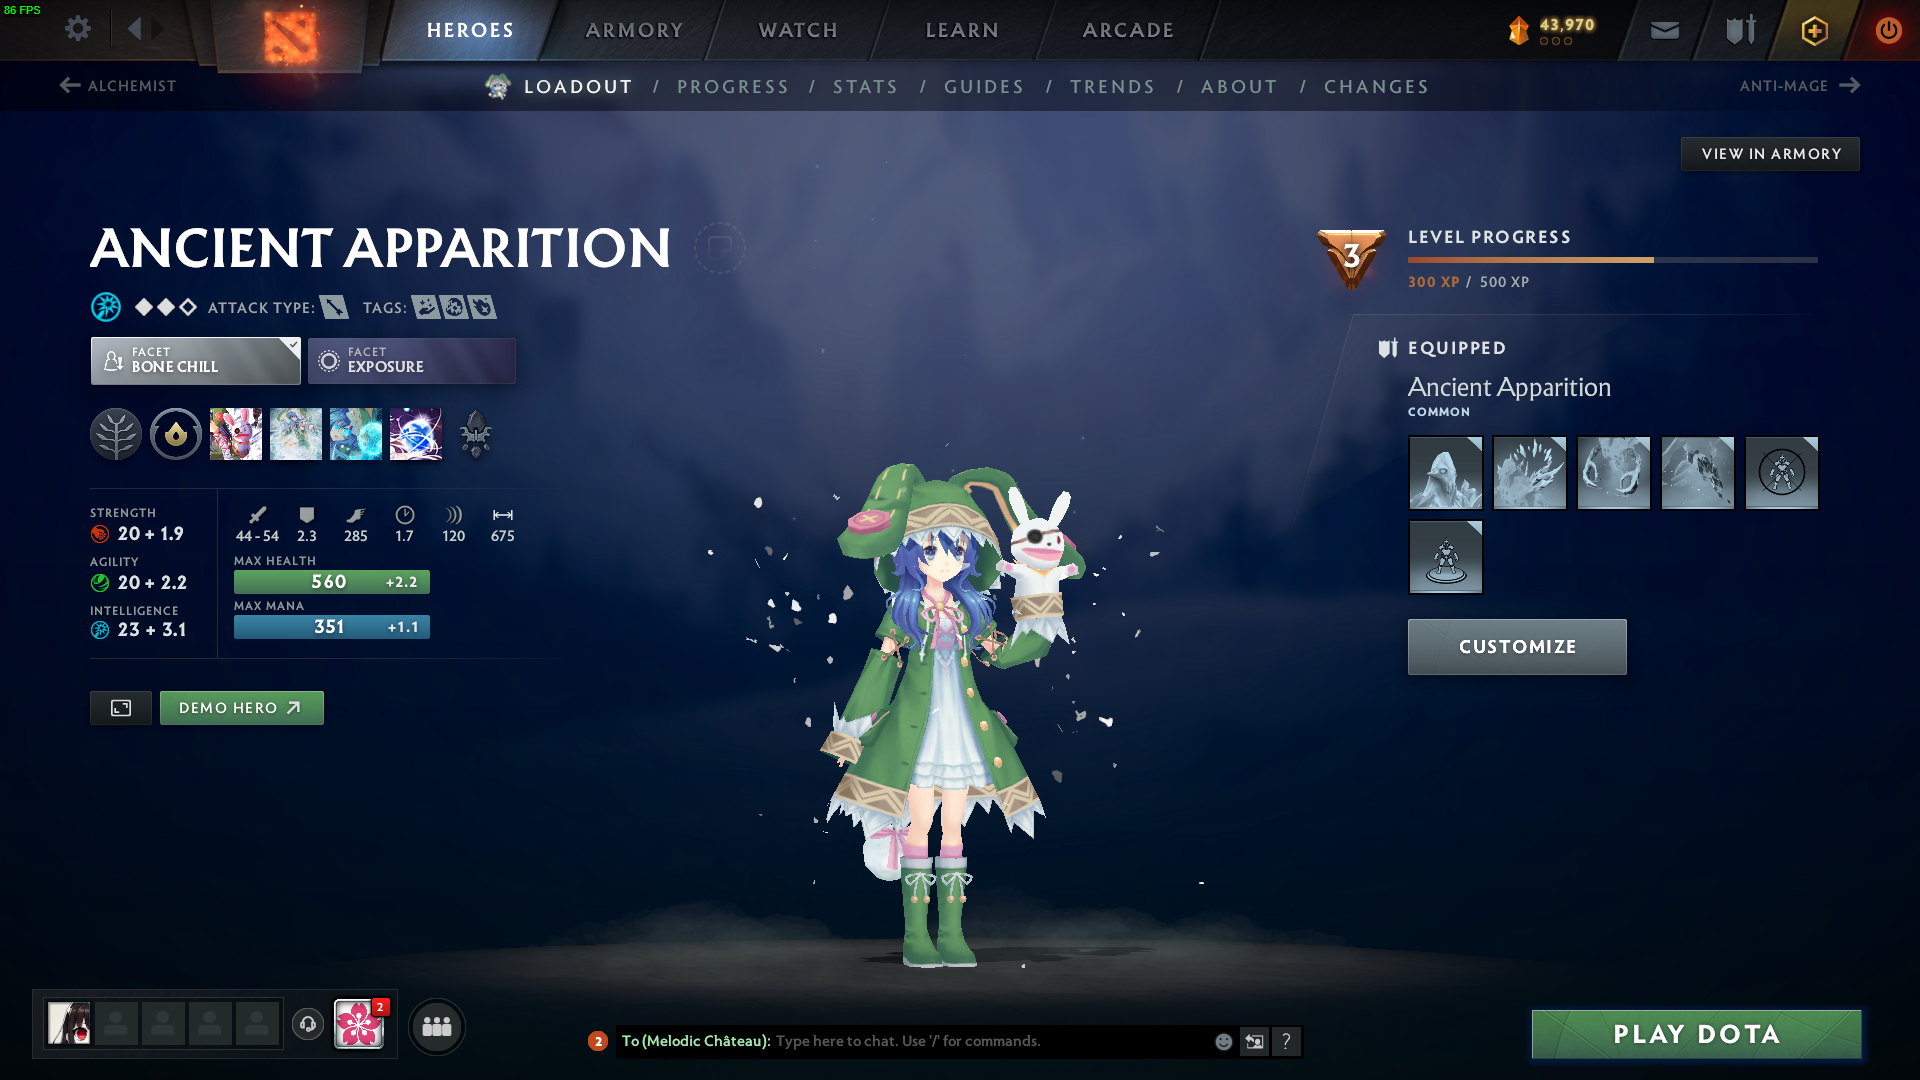 86 FPS
HEROES
ARMORY
WATCH
LEARN
ARCADE
43,970
ALCHEMIST
LOADOUT / PROGRESS / STATS / GUIDES / TRENDS / ABOUT / CHANGES
ANTI-MAGE
VIEW IN ARMORY
ANCIENT APPARITION
ATTACK TYPE:
TAGS:
FACET
BONE CHILL
FACET
EXPOSURE
STRENGTH
20 + 1.9
AGILITY
20 + 2.2
INTELLIGENCE
23 + 3.1
44 - 54
2.3
285
1.7
120
675
MAX HEALTH
560
+2.2
MAX MANA
351
+1.1
DEMO HERO
3
LEVEL PROGRESS
300 XP / 500 XP
EQUIPPED
Ancient Apparition
COMMON
CUSTOMIZE
2
2
To (Melodic Château): Type here to chat. Use '/' for commands.
?
PLAY DOTA